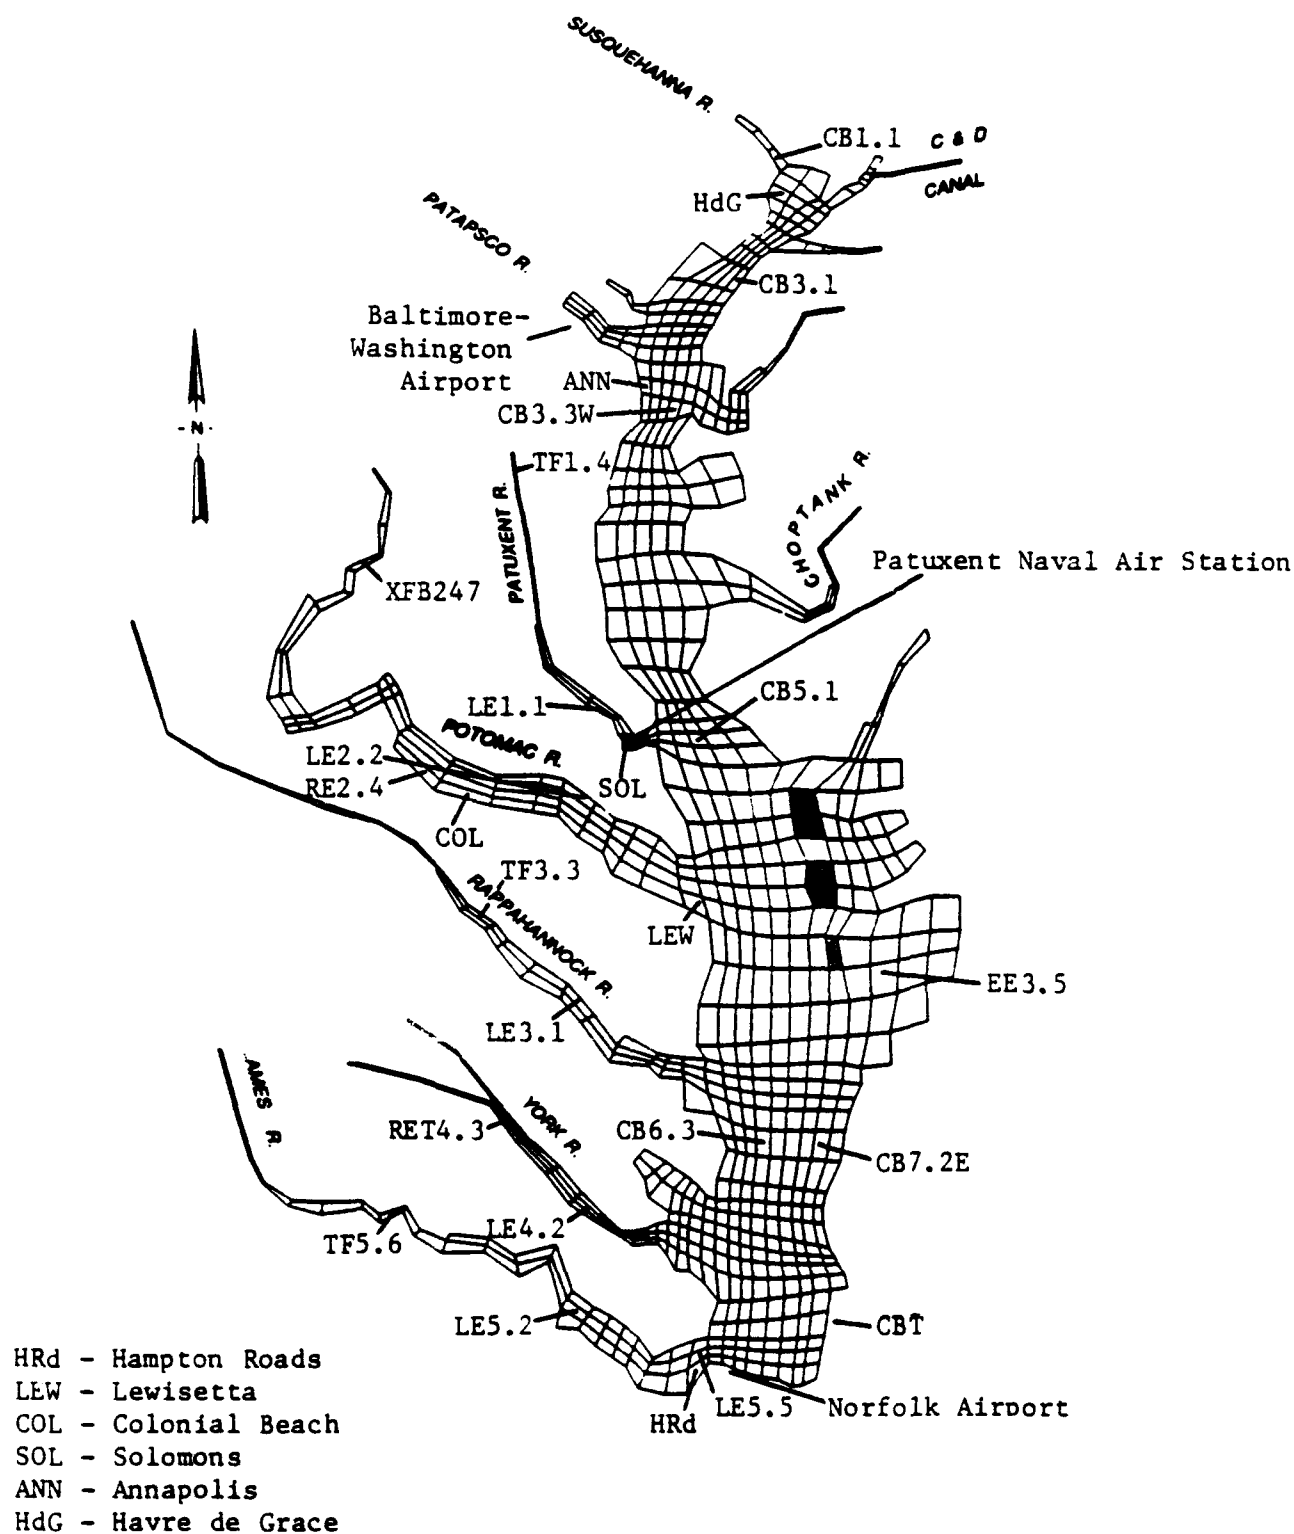 SUSQUEHANNA R.
CB1.1
C & D
CANAL
HdG
PATAPSCO R.
CB3.1
Baltimore-
Washington
Airport
ANN
CB3.3W
- N -
TF1.4
PATUXENT R.
CHOPTANK R.
Patuxent Naval Air Station
XFB247
LE1.1
CB5.1
POTOMAC R.
LE2.2
RE2.4
SOL
COL
TF3.3
RAPPAHANNOCK R.
LEW
EE3.5
LE3.1
AMES R.
YORK R.
RET4.3
CB6.3
CB7.2E
LE4.2
TF5.6
LE5.2
CBT
LE5.5
Norfolk Airport
HRd
HRd - Hampton Roads
LEW - Lewisetta
COL - Colonial Beach
SOL - Solomons
ANN - Annapolis
HdG - Havre de Grace